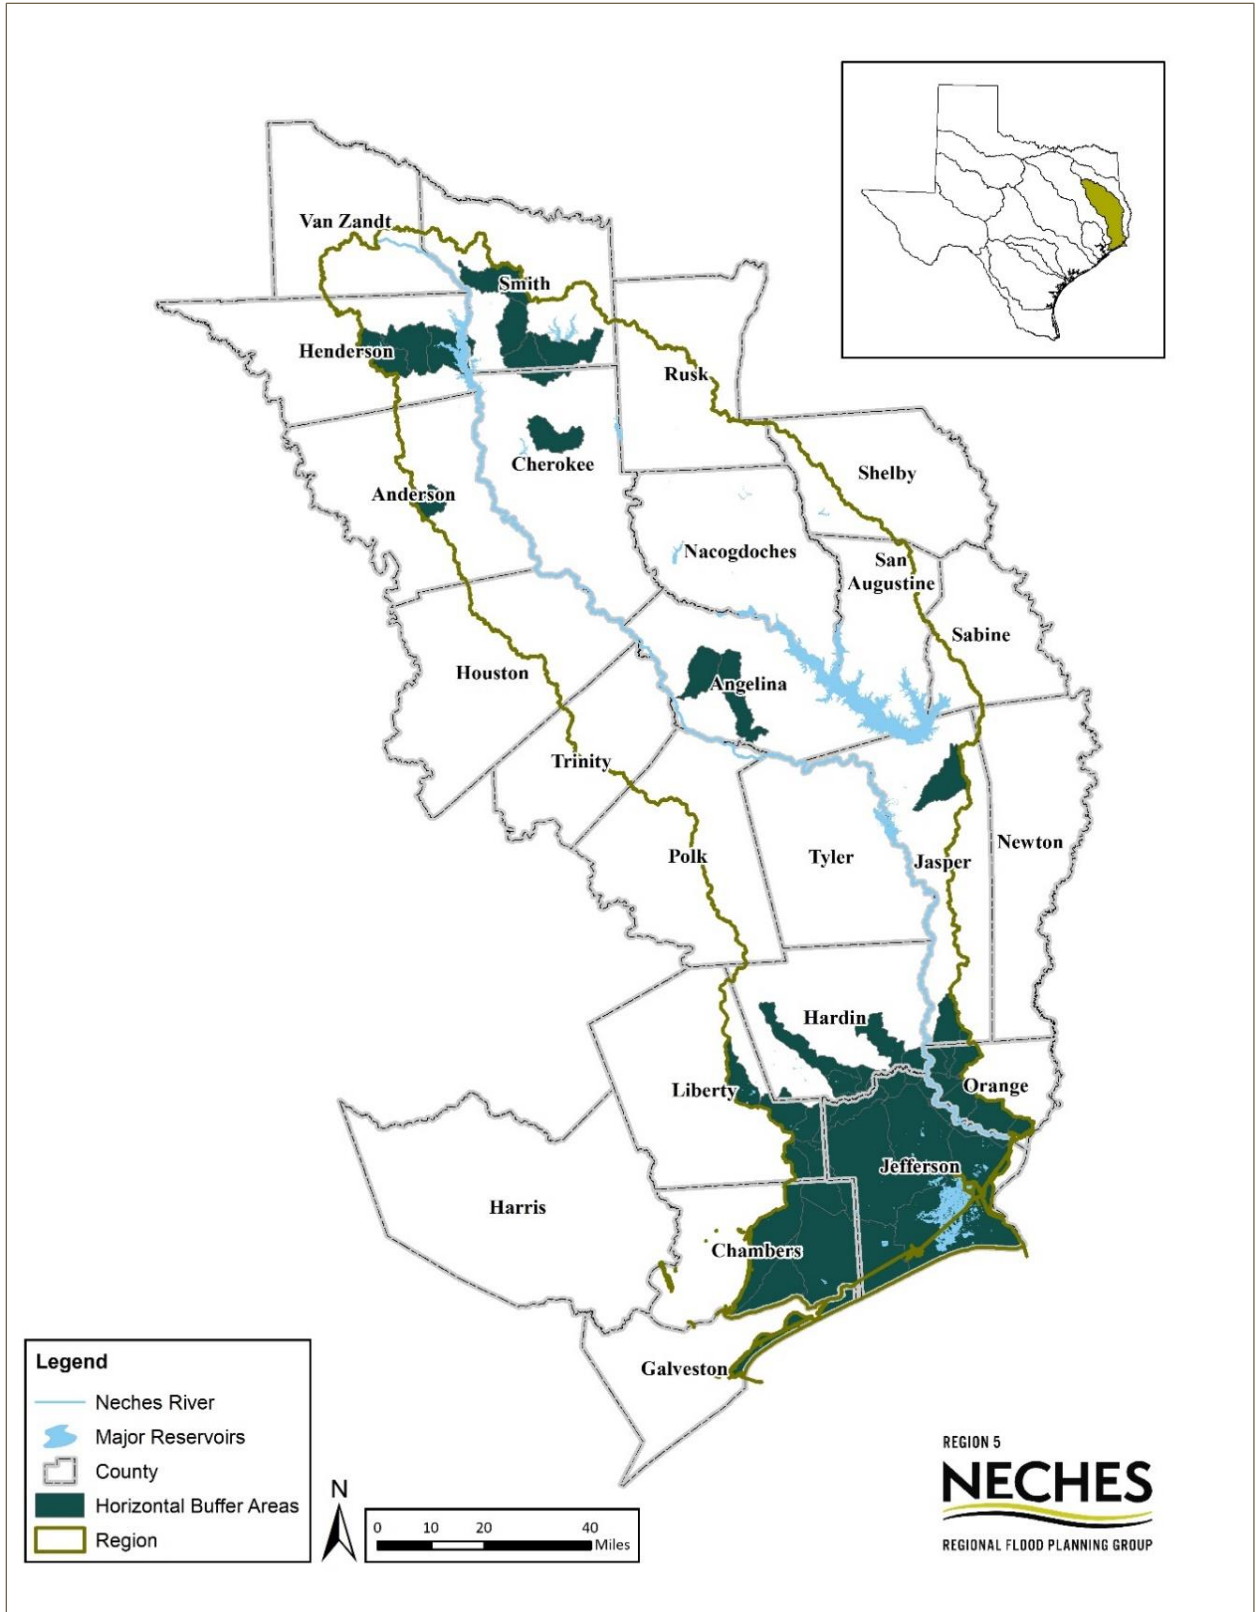 Van Zandt
Smith
Henderson
Rusk
Cherokee
Shelby
Anderson
Nacogdoches
San
Augustine
Sabine
Houston
Angelina
Trinity
Newton
Polk
Tyler
Jasper
Hardin
Liberty
Orange
Jefferson
Harris
Chambers
Galveston
Legend
Neches River
Major Reservoirs
County
Horizontal Buffer Areas
Region
N
0 10 20 40
Miles
REGION 5
NECHES
REGIONAL FLOOD PLANNING GROUP